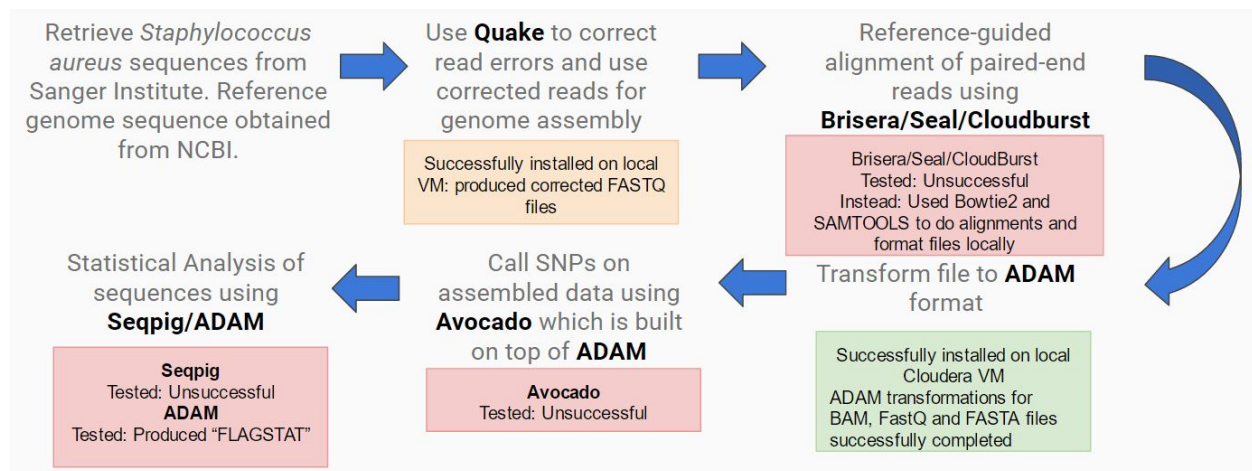 Retrieve Staphylococcus
aureus sequences from
Sanger Institute. Reference
genome sequence obtained
from NCBI.
Use Quake to correct
read errors and use
corrected reads for
genome assembly
Successfully installed on local
VM: produced corrected FASTQ
files
Reference-guided
alignment of paired-end
reads using
Brisera/Seal/Cloudburst
Brisera/Seal/CloudBurst
Tested: Unsuccessful
Instead: Used Bowtie2 and
SAMTOOLS to do alignments and
format files locally
Transform file to ADAM
format
Successfully installed on local
Cloudera VM
ADAM transformations for
BAM, FastQ and FASTA files
successfully completed
Call SNPs on
assembled data using
Avocado which is built
on top of ADAM
Avocado
Tested: Unsuccessful
Statistical Analysis of
sequences using
Seqpig/ADAM
Seqpig
Tested: Unsuccessful
ADAM
Tested: Produced “FLAGSTAT”